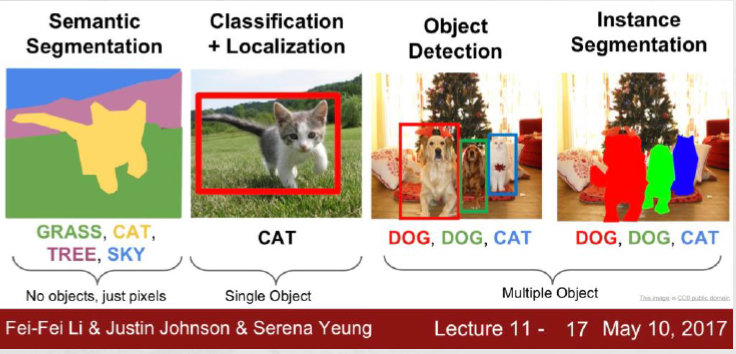 Semantic
Segmentation
Classification
+ Localization
Object
Detection
Instance
Segmentation
GRASS, CAT,
TREE, SKY
CAT
DOG, DOG, CAT
DOG, DOG, CAT
No objects, just pixels
Single Object
Multiple Object
This image is CC0 public domain
Fei-Fei Li & Justin Johnson & Serena Yeung
Lecture 11 - 17 May 10, 2017